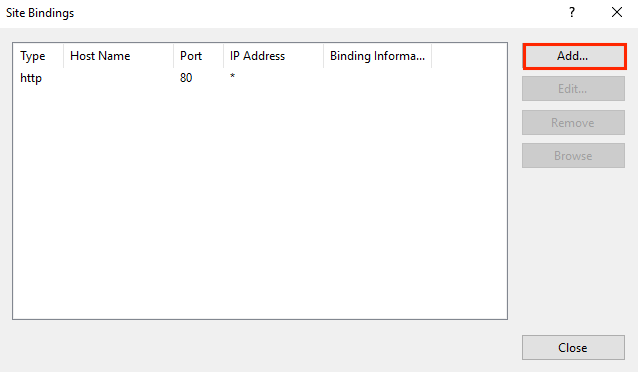 Site Bindings ?
Type Host Name Port IP Address Binding Informa...
http 80 *
Add...
Edit...
Remove
Browse
Close